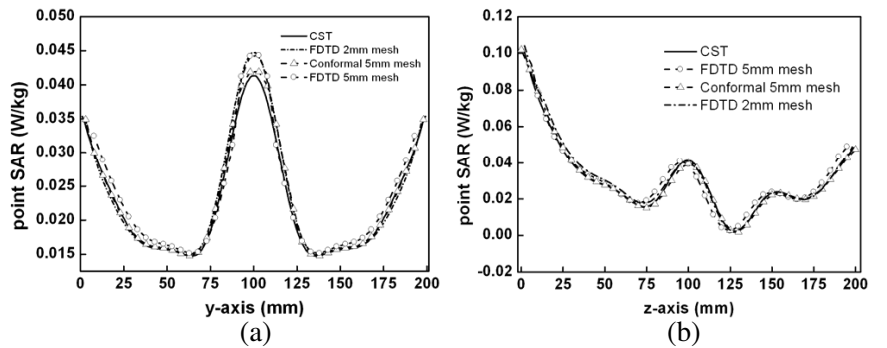 0.050
0.045
0.040
0.035
0.030
0.025
0.020
0.015
point SAR (W/kg)
CST
FDTD 2mm mesh
Conformal 5mm mesh
FDTD 5mm mesh
0 25 50 75 100 125 150 175 200
y-axis (mm)
(a)
0.12
0.10
0.08
0.06
0.04
0.02
0.00
-0.02
point SAR (W/kg)
CST
FDTD 5mm mesh
Conformal 5mm mesh
FDTD 2mm mesh
0 25 50 75 100 125 150 175 200
z-axis (mm)
(b)